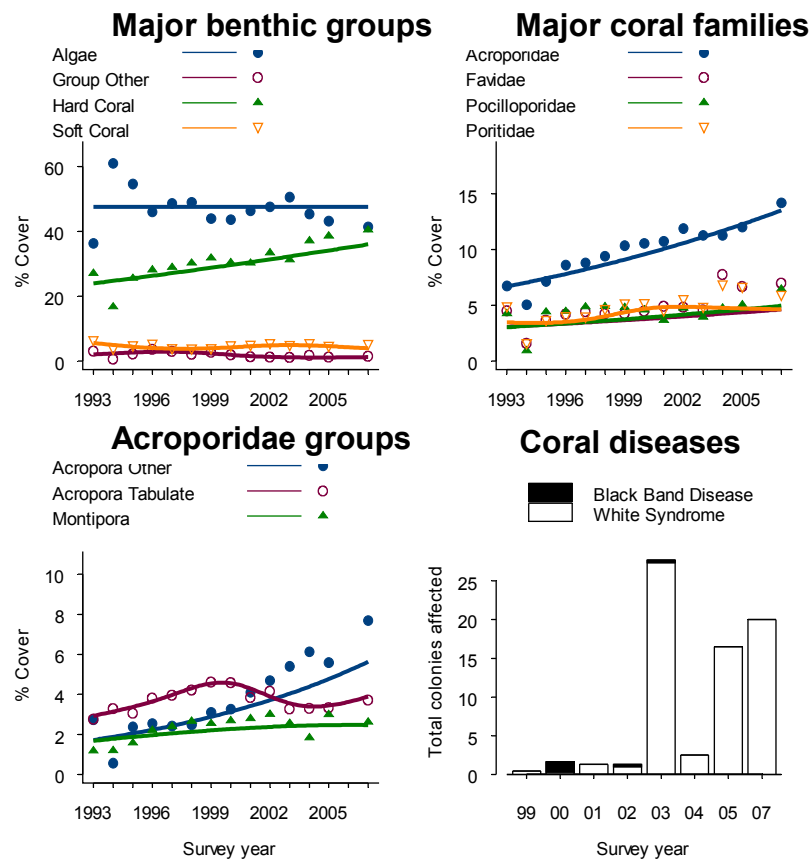 Major benthic groups
Algae
Group Other
Hard Coral
Soft Coral
% Cover
60
40
20
0
1993 1996 1999 2002 2005
Major coral families
Acroporidae
Favidae
Pocilloporidae
Poritidae
% Cover
15
10
5
0
1993 1996 1999 2002 2005
Acroporidae groups
Acropora Other
Acropora Tabulate
Montipora
% Cover
10
8
6
4
2
0
1993 1996 1999 2002 2005
Survey year
Coral diseases
Black Band Disease
White Syndrome
Total colonies affected
25
20
15
10
5
0
99 00 01 02 03 04 05 07
Survey year